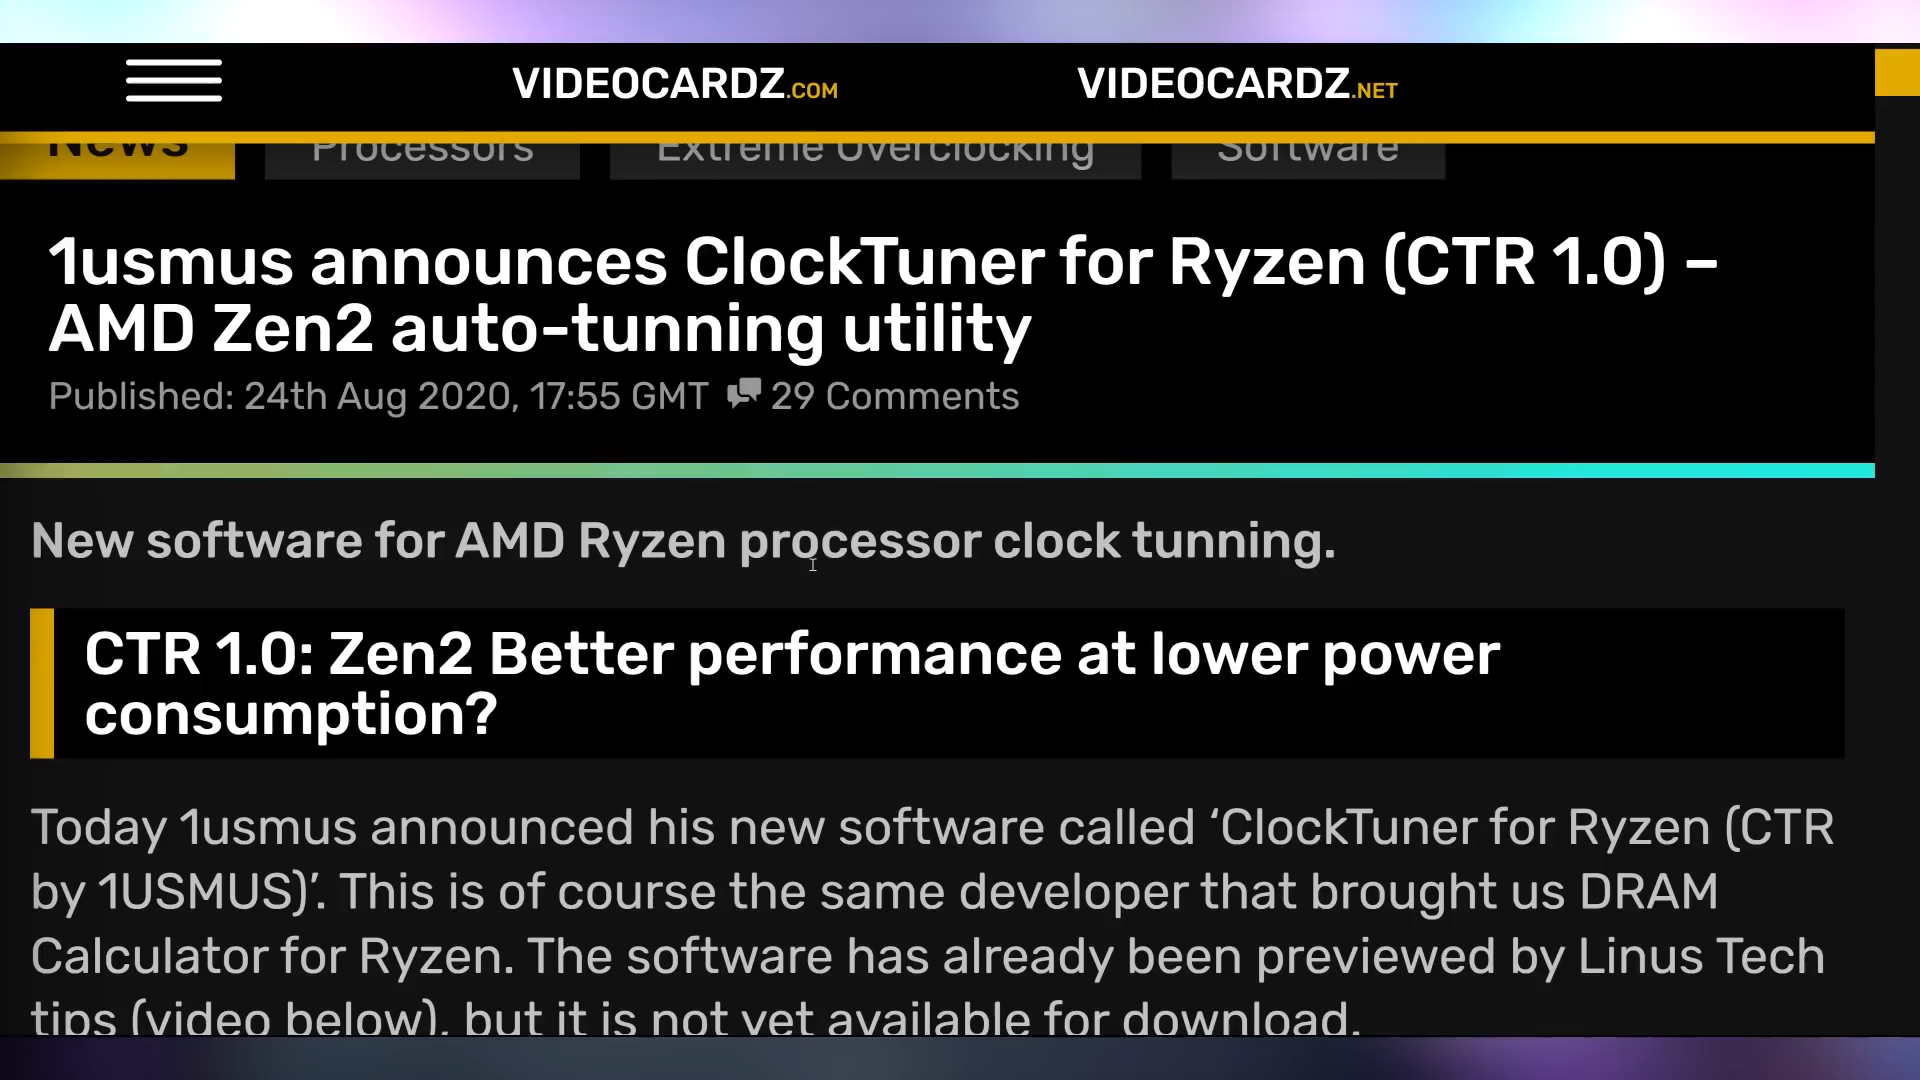 VIDEOCARDZ.COM VIDEOCARDZ.NET
News Processors Extreme Overclocking Software
1usmus announces ClockTuner for Ryzen (CTR 1.0) –
AMD Zen2 auto-tunning utility
Published: 24th Aug 2020, 17:55 GMT 29 Comments
New software for AMD Ryzen processor clock tunning.
CTR 1.0: Zen2 Better performance at lower power
consumption?
Today 1usmus announced his new software called ‘ClockTuner for Ryzen (CTR
by 1USMUS)’. This is of course the same developer that brought us DRAM
Calculator for Ryzen. The software has already been previewed by Linus Tech
tips (video below), but it is not yet available for download.